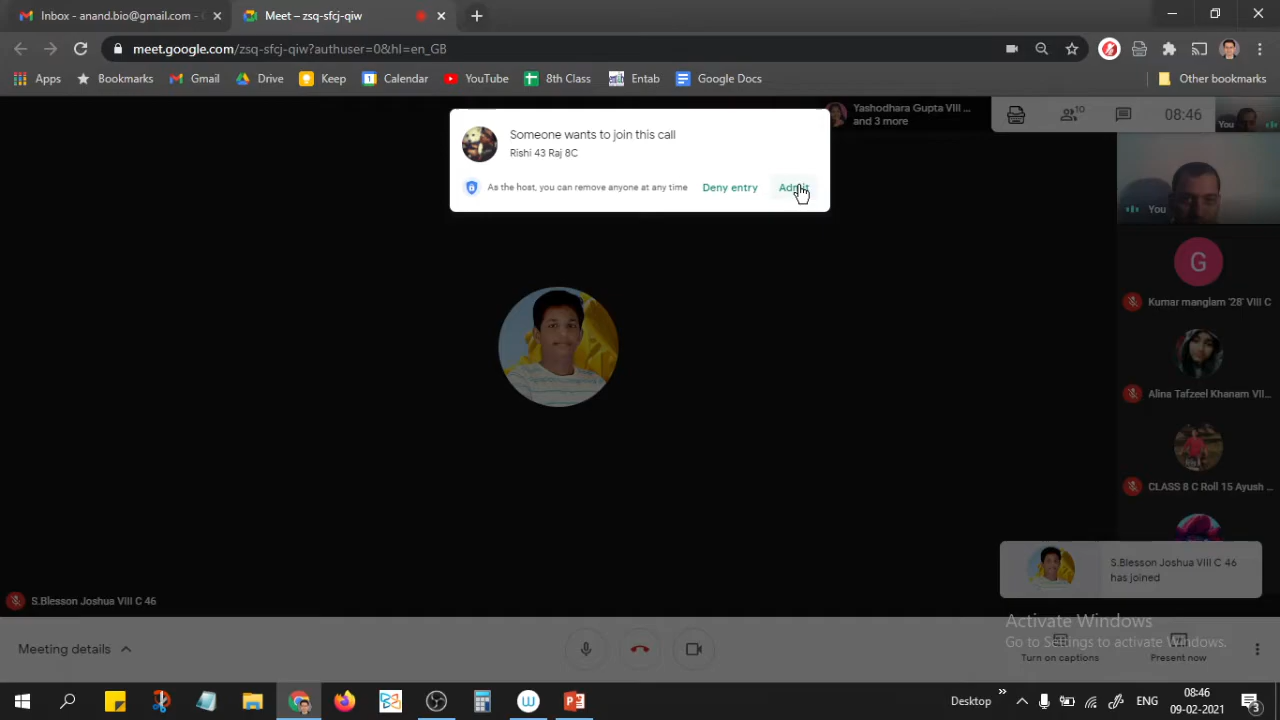 Inbox - anand.bio@gmail.com -
Meet – zsq-sfcj-qiw
meet.google.com/zsq-sfcj-qiw?authuser=0&hl=en_GB
Apps Bookmarks Gmail Drive Keep Calendar YouTube 8th Class Entab Google Docs Other bookmarks
Someone wants to join this call
Rishi 43 Raj 8C
As the host, you can remove anyone at any time
Deny entry
Admit
Yashodhara Gupta VIII ...
and 3 more
10
08:46
You
You
G
Kumar manglam '28' VIII C
Alina Tafzeel Khanam VII...
CLASS 8 C Roll 15 Ayush ...
S.Blesson Joshua VIII C 46
has joined
S.Blesson Joshua VIII C 46
Activate Windows
Go to Settings to activate Windows.
Meeting details
Turn on captions
Present now
Desktop
ENG
08:46
09-02-2021
3